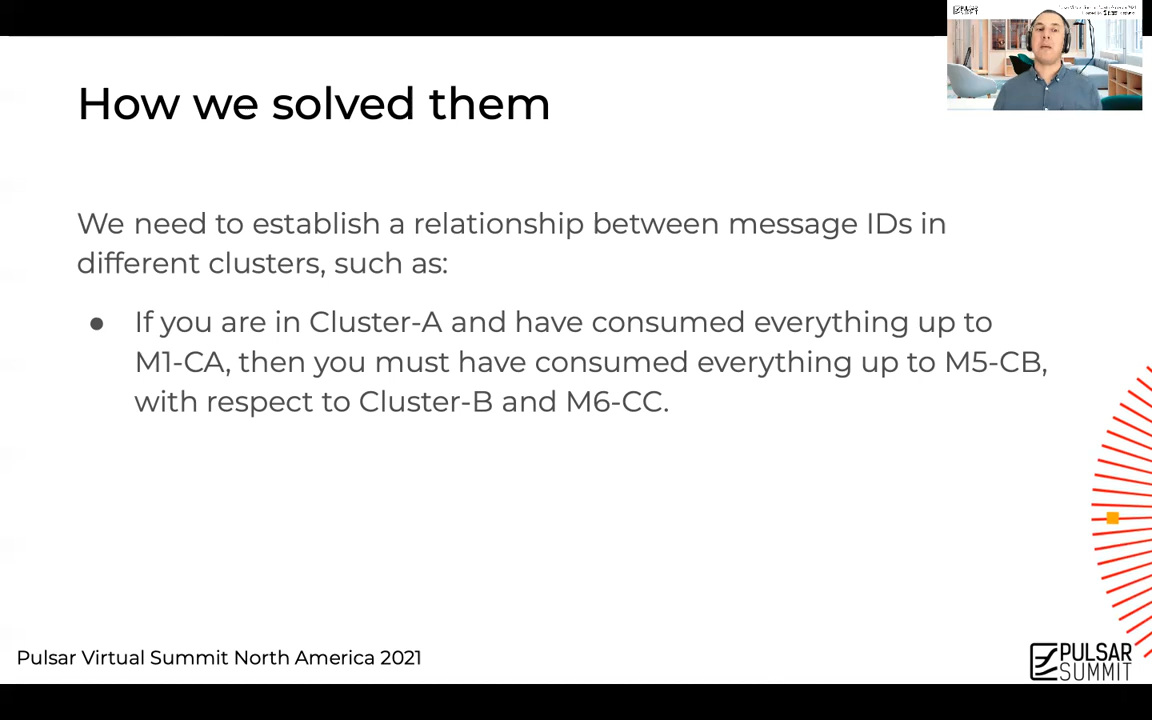 How we solved them
We need to establish a relationship between message IDs in
different clusters, such as:
● If you are in Cluster-A and have consumed everything up to
M1-CA, then you must have consumed everything up to M5-CB,
with respect to Cluster-B and M6-CC.
Pulsar Virtual Summit North America 2021
PULSAR
SUMMIT